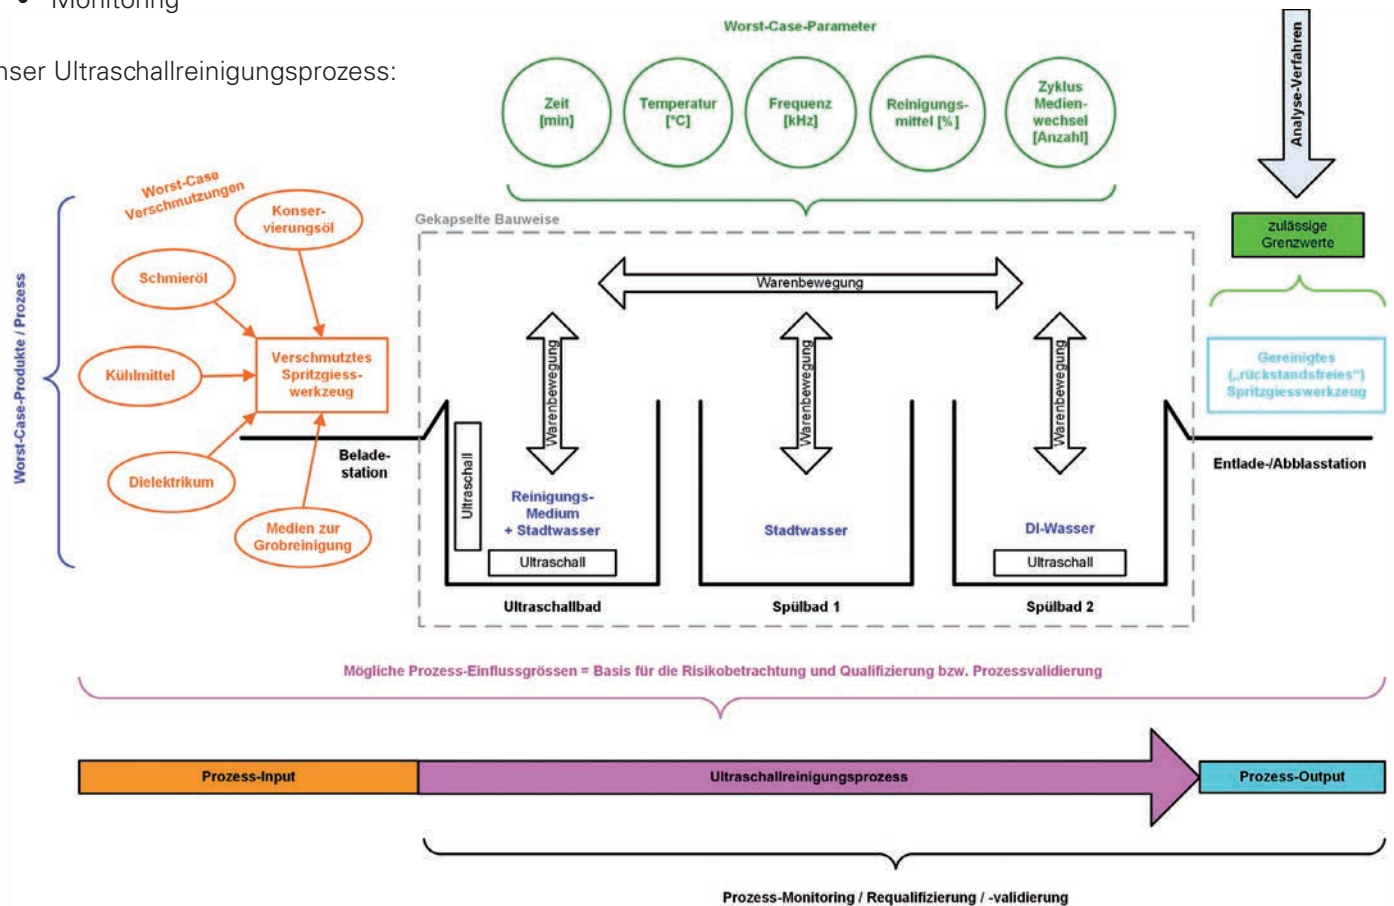 • Monitoring
nser Ultraschallreinigungsprozess:
Worst-Case-Parameter
Zeit
[min]
Temperatur
[°C]
Frequenz
[kHz]
Reinigungs-
mittel [%]
Zyklus
Medien-
wechsel
[Anzahl]
Analyse-Verfahren
zulässige
Grenzwerte
Worst-Case-Produkte / Prozess
Worst-Case
Verschmutzungen
Konser-
vierungsöl
Schmieröl
Kühlmittel
Dielektrikum
Medien zur
Grobreinigung
Verschmutztes
Spritzgiess-
werkzeug
Belade-
station
Gekapselte Bauweise
Warenbewegung
Warenbewegung
Warenbewegung
Warenbewegung
Ultraschall
Reinigungs-
Medium
+ Stadtwasser
Ultraschall
Ultraschallbad
Stadtwasser
Spülbad 1
DI-Wasser
Ultraschall
Spülbad 2
Gereinigtes
(„rückstandsfreies“)
Spritzgiesswerkzeug
Entlade-/Abblasstation
Mögliche Prozess-Einflussgrössen = Basis für die Risikobetrachtung und Qualifizierung bzw. Prozessvalidierung
Prozess-Input
Ultraschallreinigungsprozess
Prozess-Output
Prozess-Monitoring / Requalifizierung / -validierung